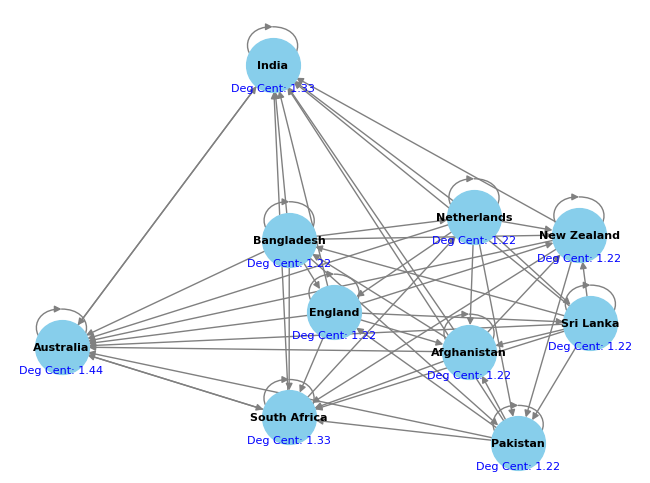 India
Deg Cent: 1.33
Netherlands
Deg Cent: 1.22
New Zealand
Deg Cent: 1.22
Bangladesh
Deg Cent: 1.22
England
Deg Cent: 1.22
Sri Lanka
Deg Cent: 1.22
Australia
Deg Cent: 1.44
Afghanistan
Deg Cent: 1.22
South Africa
Deg Cent: 1.33
Pakistan
Deg Cent: 1.22